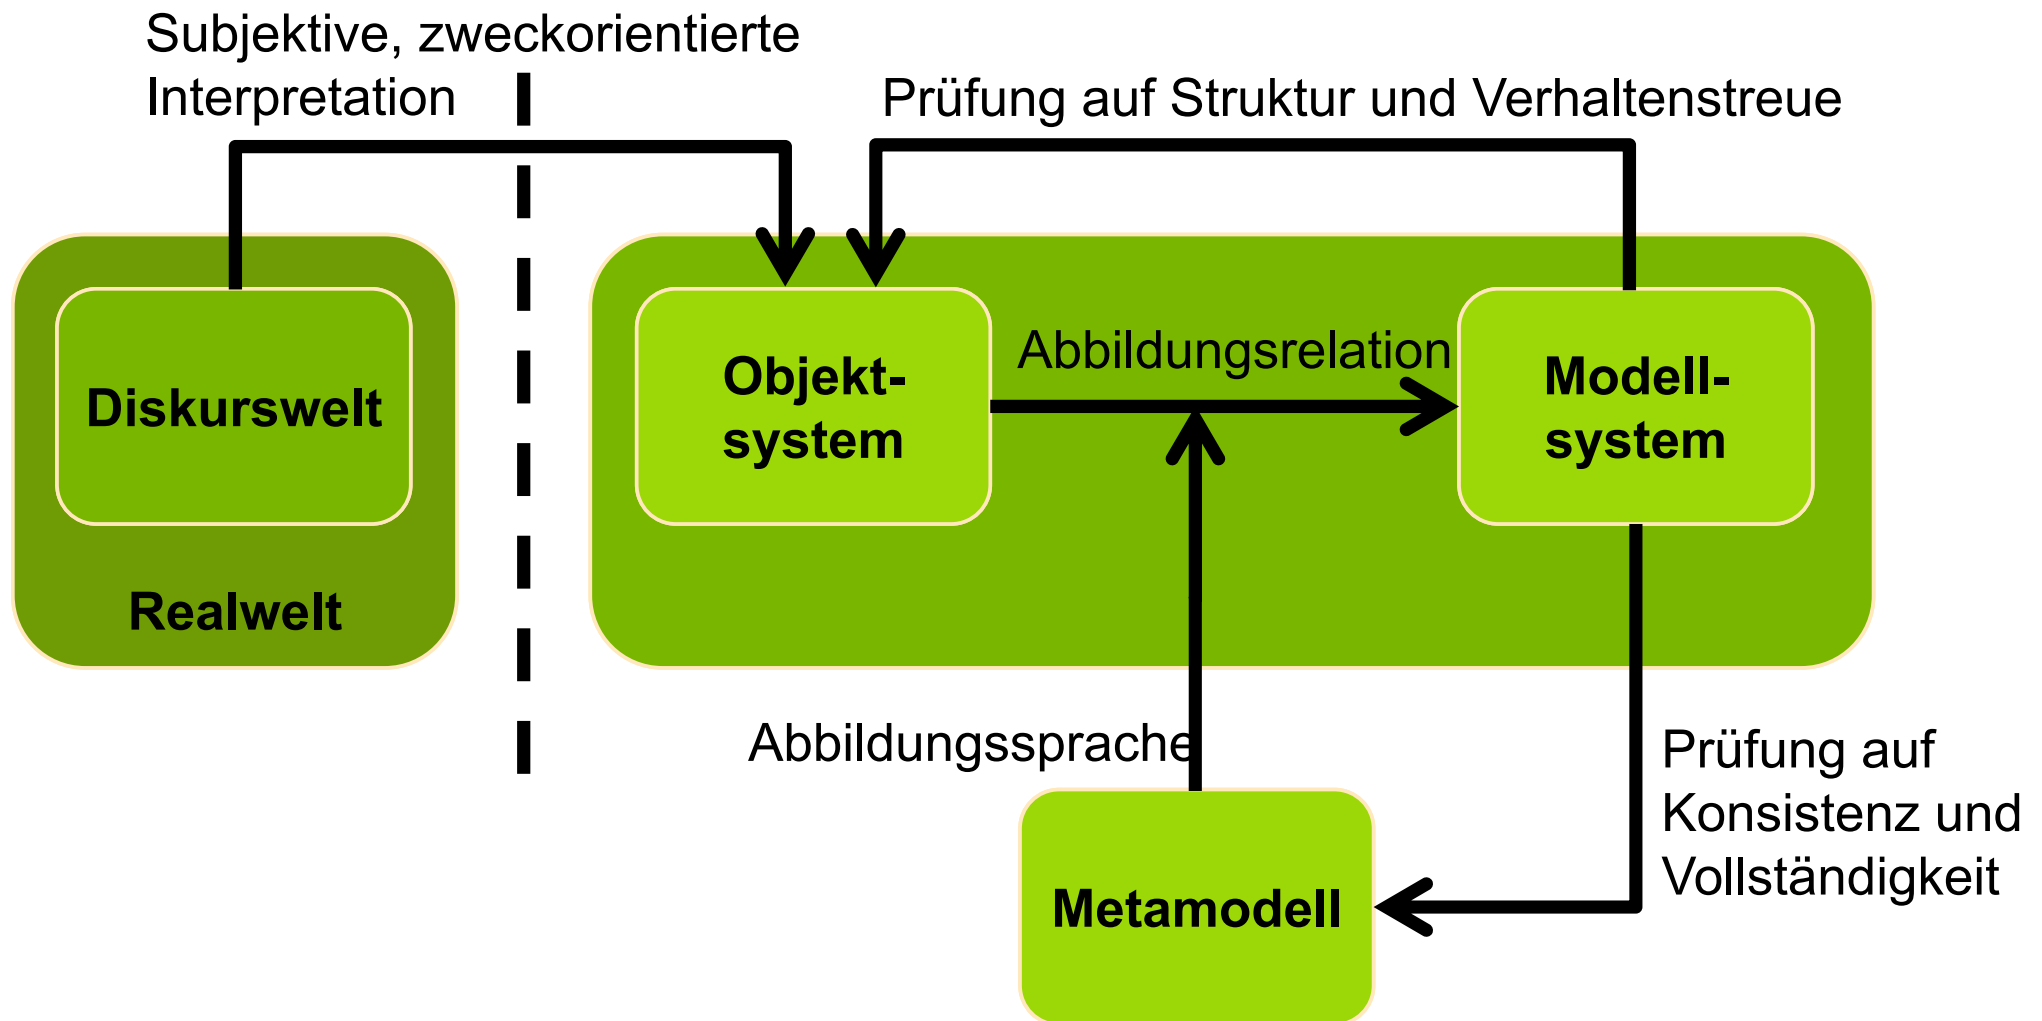 Subjektive, zweckorientierte
Interpretation
Prüfung auf Struktur und Verhaltenstreue
Diskurswelt
Realwelt
Objekt-
system
Abbildungsrelation
Modell-
system
Abbildungssprache
Metamodell
Prüfung auf
Konsistenz und
Vollständigkeit